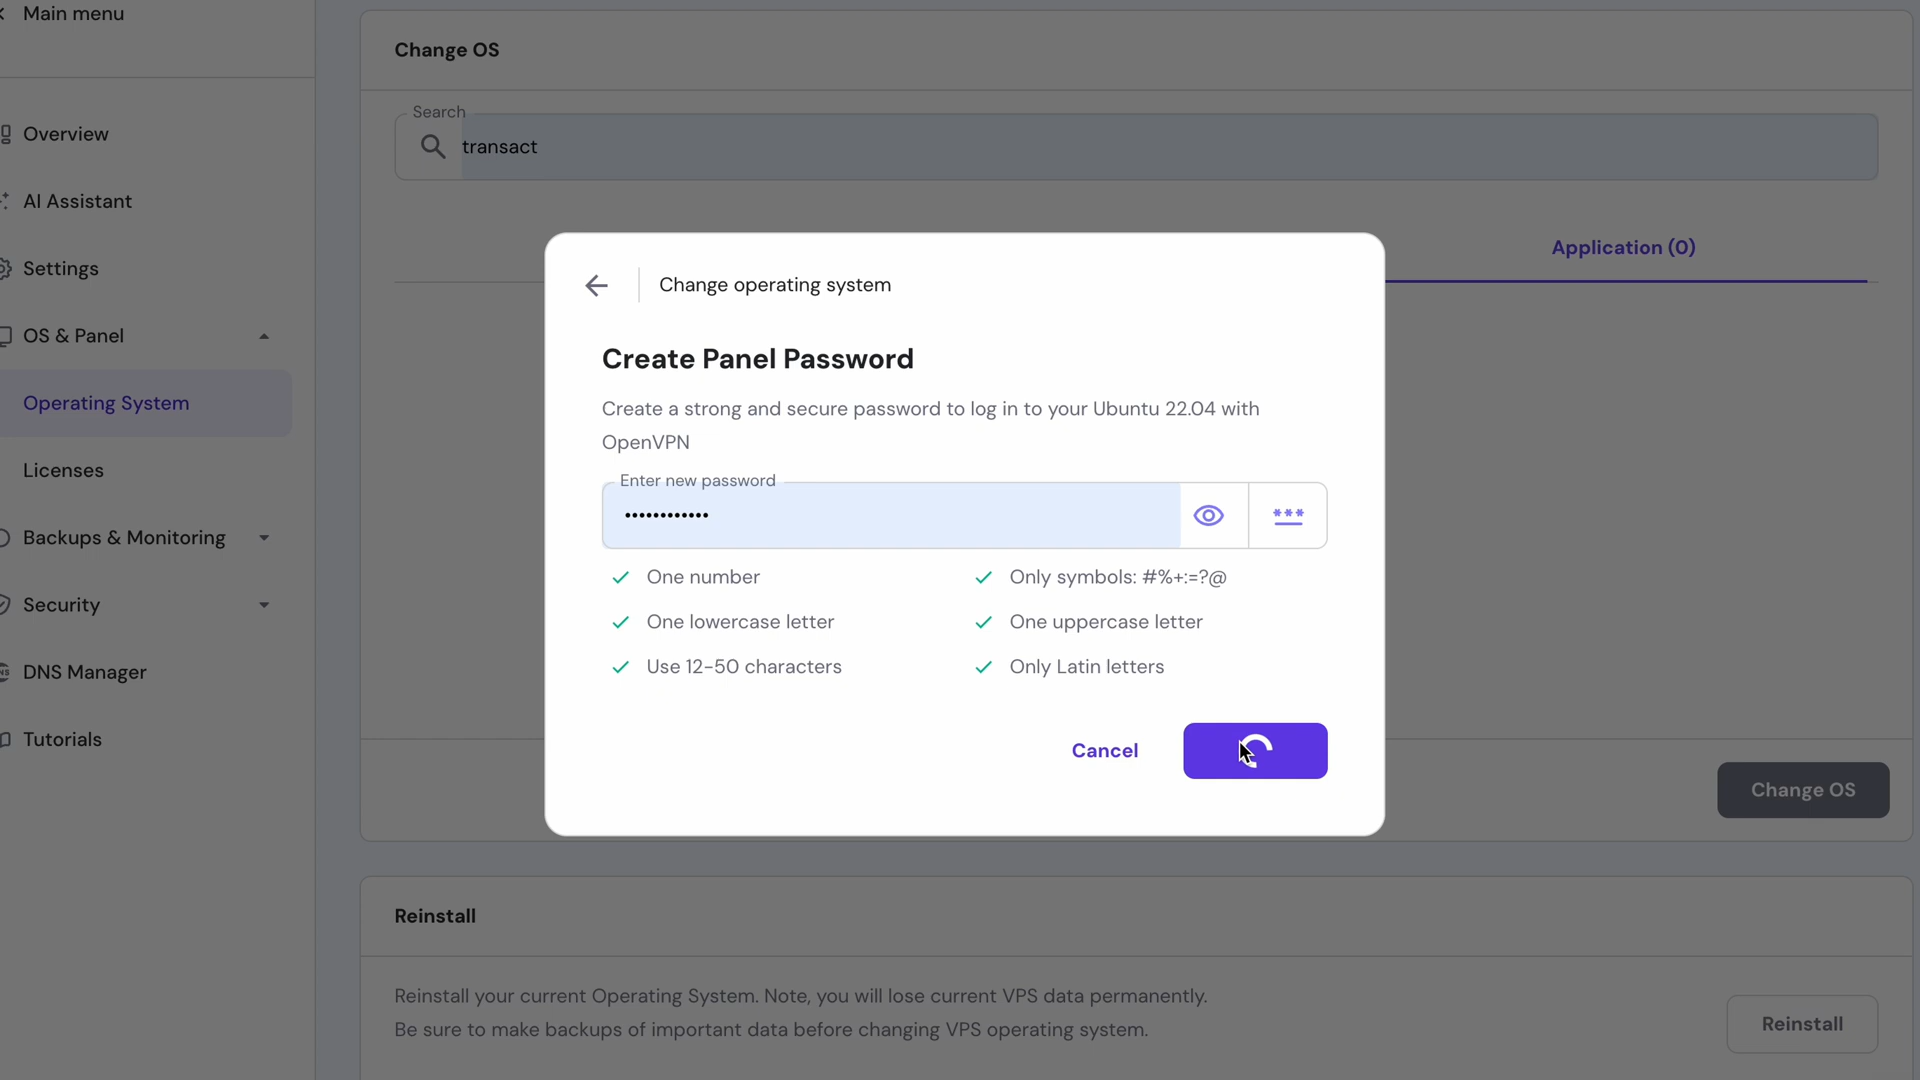 Main menu
Overview
AI Assistant
Settings
OS & Panel
Operating System
Licenses
Backups & Monitoring
Security
DNS Manager
Tutorials
Change OS
Search
transact
Application (0)
Change operating system
Create Panel Password
Create a strong and secure password to log in to your Ubuntu 22.04 with
OpenVPN
Enter new password
••••••••••••
***
One number
Only symbols: #%+:=?@
One lowercase letter
One uppercase letter
Use 12-50 characters
Only Latin letters
Cancel
Change OS
Reinstall
Reinstall your current Operating System. Note, you will lose current VPS data permanently.
Be sure to make backups of important data before changing VPS operating system.
Reinstall